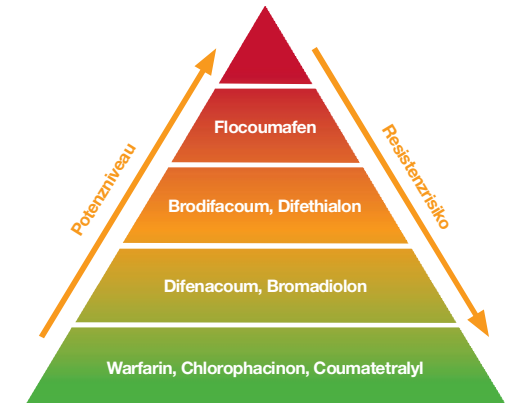 Flocoumafen
Potenzniveau
Resistenzrisiko
Brodifacoum, Difethialon
Difenacoum, Bromadiolon
Warfarin, Chlorophacinon, Coumatetralyl